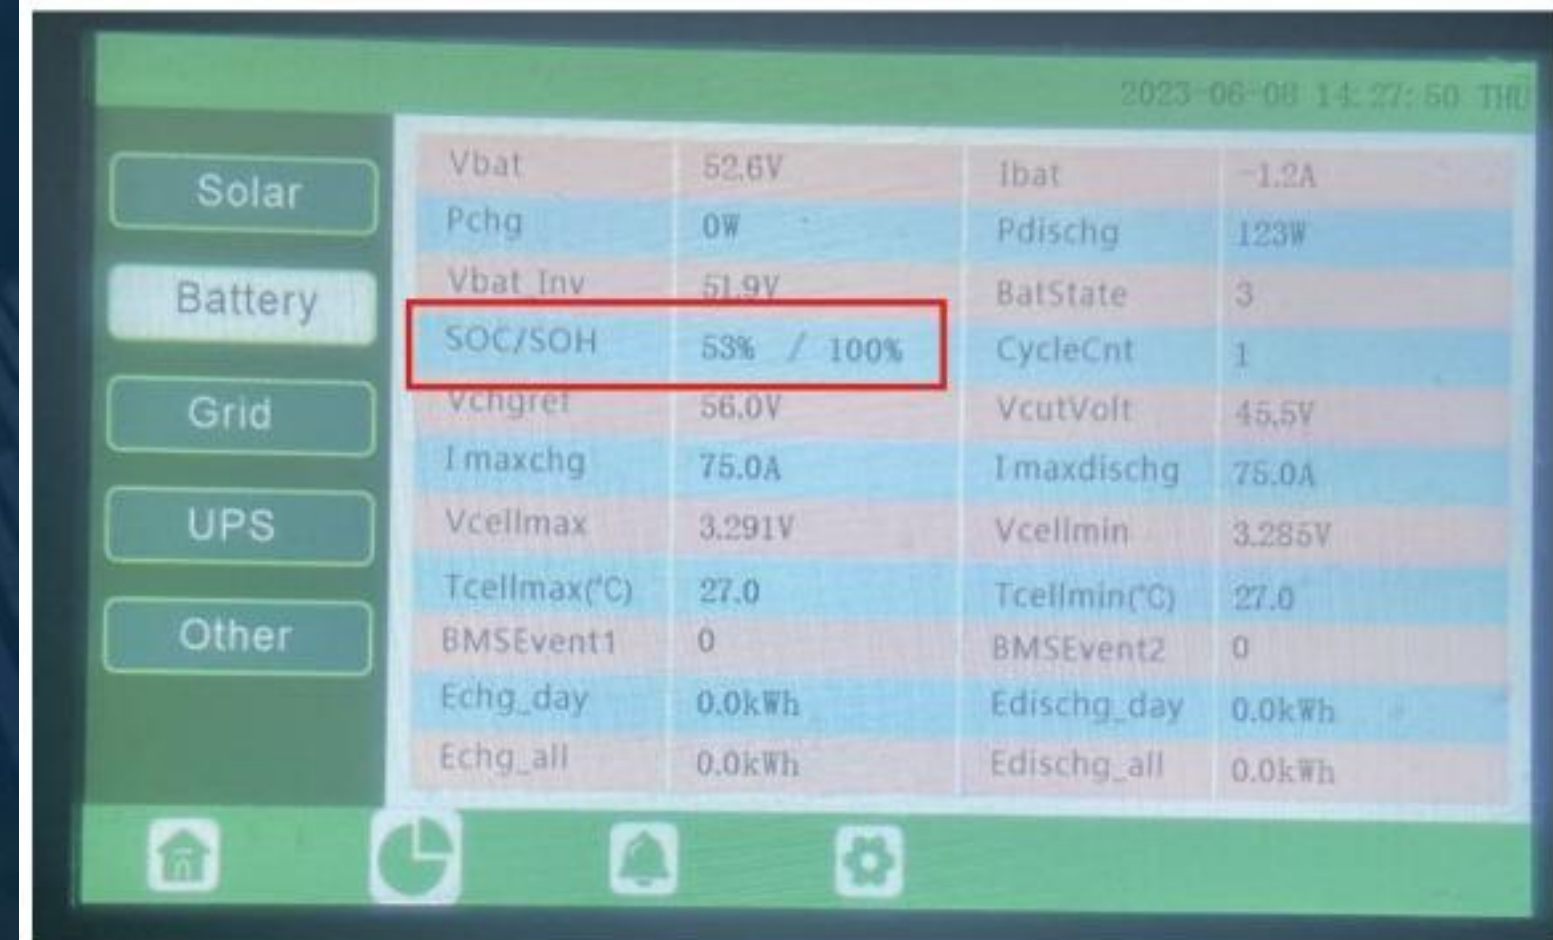 2023-06-08 14:27:50 THU
Solar
Battery
Grid
UPS
Other
Vbat 52.6V Ibat -1.2A
Pchg 0W Pdischg 123W
Vbat_Inv 51.9V BatState 3
SOC/SOH 53% / 100% CycleCnt 1
Vchgref 56.0V VcutVolt 45.5V
Imaxchg 75.0A Imaxdischg 75.0A
Vcellmax 3.291V Vcellmin 3.285V
Tcellmax(°C) 27.0 Tcellmin(°C) 27.0
BMSEvent1 0 BMSEvent2 0
Echg_day 0.0kWh Edischg_day 0.0kWh
Echg_all 0.0kWh Edischg_all 0.0kWh